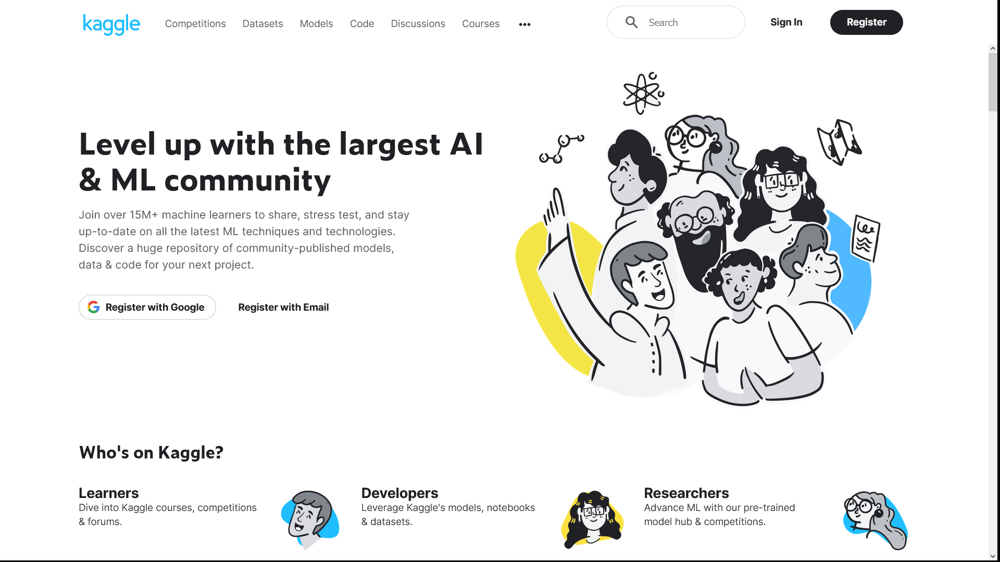 kaggle
Competitions
Datasets
Models
Code
Discussions
Courses
Search
Sign In
Register
Level up with the largest AI
& ML community
Join over 15M+ machine learners to share, stress test, and stay
up-to-date on all the latest ML techniques and technologies.
Discover a huge repository of community-published models,
data & code for your next project.
Register with Google
Register with Email
Who's on Kaggle?
Learners
Dive into Kaggle courses, competitions
& forums.
Developers
Leverage Kaggle's models, notebooks
& datasets.
Researchers
Advance ML with our pre-trained
model hub & competitions.